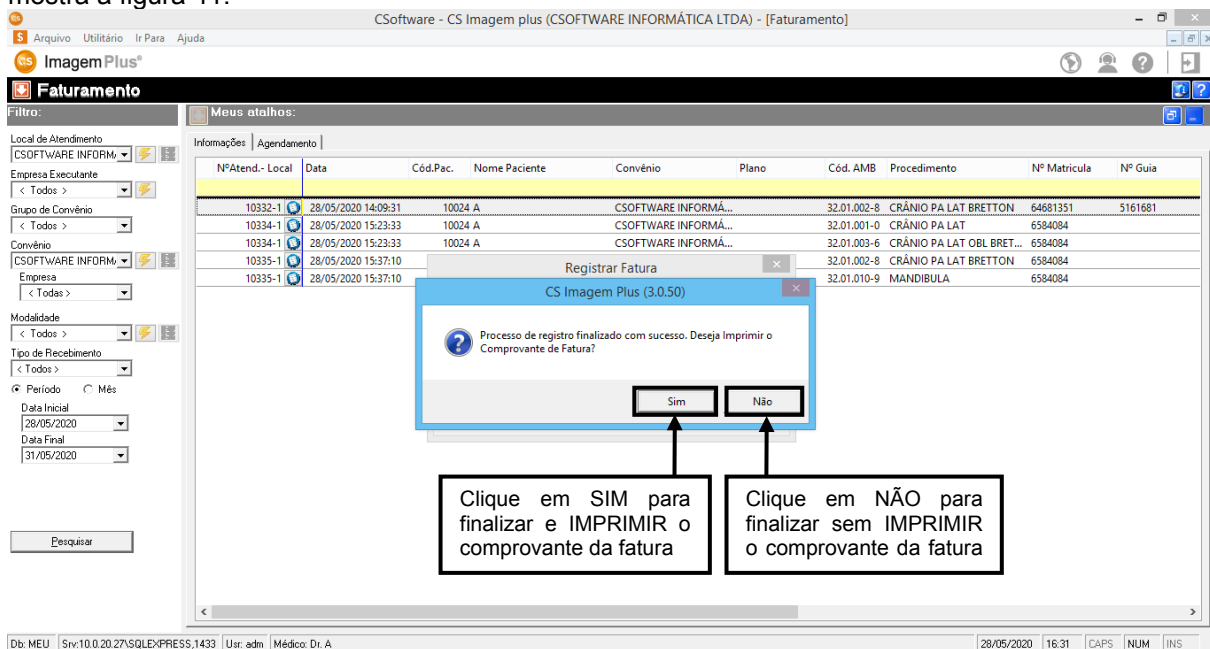 mostra a figura 11.
CSoftware - CS Imagem plus (CSOFTWARE INFORMÁTICA LTDA) - [Faturamento]
Arquivo Utilitário Ir Para Ajuda
CS ImagemPlus®
Faturamento
Filtro:
Meus atalhos:
Informações Agendamento
Local de Atendimento
CSOFTWARE INFORM
Empresa Executante
< Todos >
Grupo de Convênio
< Todos >
Convênio
CSOFTWARE INFORM
Empresa
< Todas >
Modalidade
< Todos >
Tipo de Recebimento
< Todos >
Período Mês
Data Inicial
28/05/2020
Data Final
31/05/2020
Pesquisar
NºAtend.- Local Data Cód.Pac. Nome Paciente Convênio Plano Cód. AMB Procedimento Nº Matricula Nº Guia
10332-1 28/05/2020 14:09:31 10024 A CSOFTWARE INFORMÁ... 32.01.002-8 CRÂNIO PA LAT BRETTON 64681351 5161681
10334-1 28/05/2020 15:23:33 10024 A CSOFTWARE INFORMÁ... 32.01.001-0 CRÂNIO PA LAT 6584084
10334-1 28/05/2020 15:23:33 10024 A CSOFTWARE INFORMÁ... 32.01.003-6 CRÂNIO PA LAT OBL BRET... 6584084
10335-1 28/05/2020 15:37:10 32.01.002-8 CRÂNIO PA LAT BRETTON 6584084
10335-1 28/05/2020 15:37:10 32.01.010-9 MANDIBULA 6584084
Registrar Fatura
CS Imagem Plus (3.0.50)
Processo de registro finalizado com sucesso. Deseja Imprimir o
Comprovante de Fatura?
Sim Não
Clique em SIM para
finalizar e IMPRIMIR o
comprovante da fatura
Clique em NÃO para
finalizar sem IMPRIMIR
o comprovante da fatura
Db: MEU Srv:10.0.20.27\SQLEXPRESS,1433 Usr: adm Médico: Dr. A 28/05/2020 16:31 CAPS NUM INS